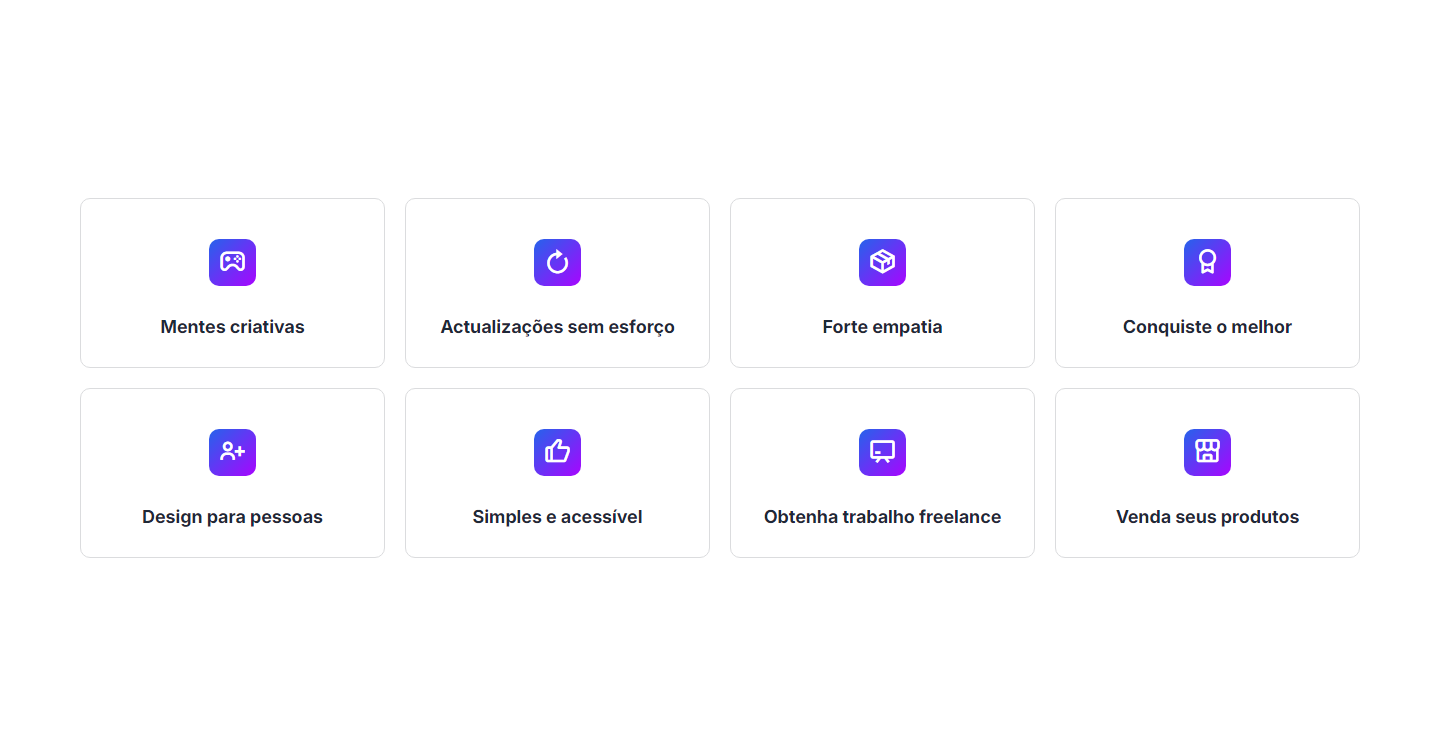 Mentes criativas
Actualizações sem esforço
Forte empatia
Conquiste o melhor
Design para pessoas
Simples e acessível
Obtenha trabalho freelance
Venda seus produtos